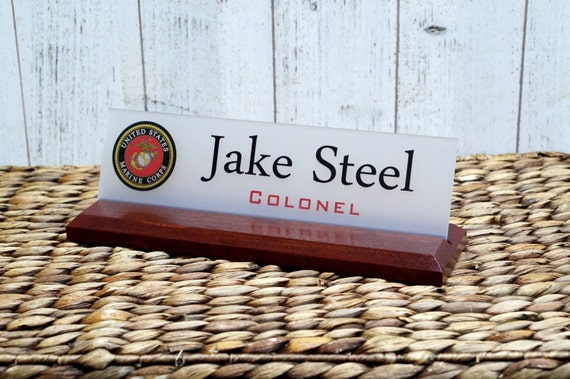 UNITED STATES
MARINE CORPS
Jake Steel
COLONEL